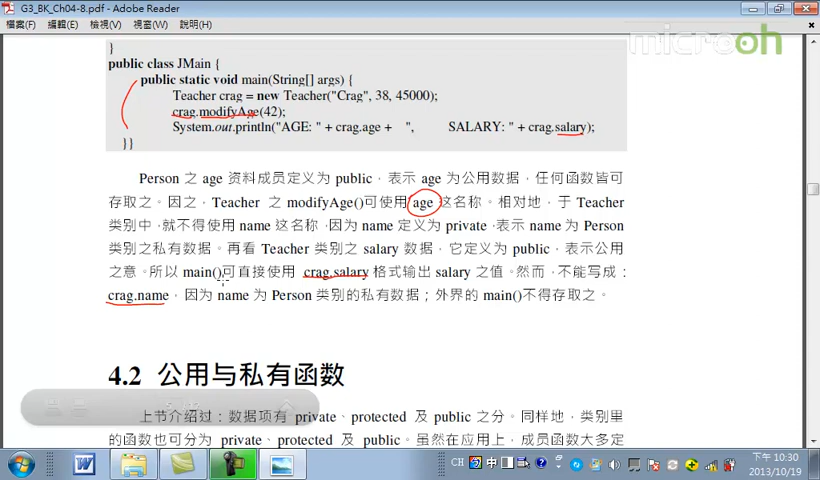 G3_BK_Ch04-8.pdf - Adobe Reader
檔案(F) 編輯(E) 檢視(V) 視窗(W) 說明(H)
microoh
}
public class JMain {
public static void main(String[] args) {
Teacher crag = new Teacher("Crag", 38, 45000);
crag.modifyAge(42);
System.out.println("AGE: " + crag.age + ", SALARY: " + crag.salary);
}}
Person 之 age 资料成员定义为 public，表示 age 为公用数据，任何函数皆可
存取之。因之，Teacher 之 modifyAge()可使用 age 这名称。相对地，于 Teacher
类别中，就不得使用 name 这名称，因为 name 定义为 private，表示 name 为 Person
类别之私有数据。再看 Teacher 类别之 salary 数据，它定义为 public，表示公用
之意。所以 main()可直接使用 crag.salary 格式输出 salary 之值。然而，不能写成：
crag.name，因为 name 为 Person 类别的私有数据；外界的 main()不得存取之。
4.2 公用与私有函数
上节介绍过：数据项有 private、protected 及 public 之分。同样地，类别里
的函数也可分为 private、protected 及 public。虽然在应用上，成员函数大多定
CH 中
下午 10:30
2013/10/19